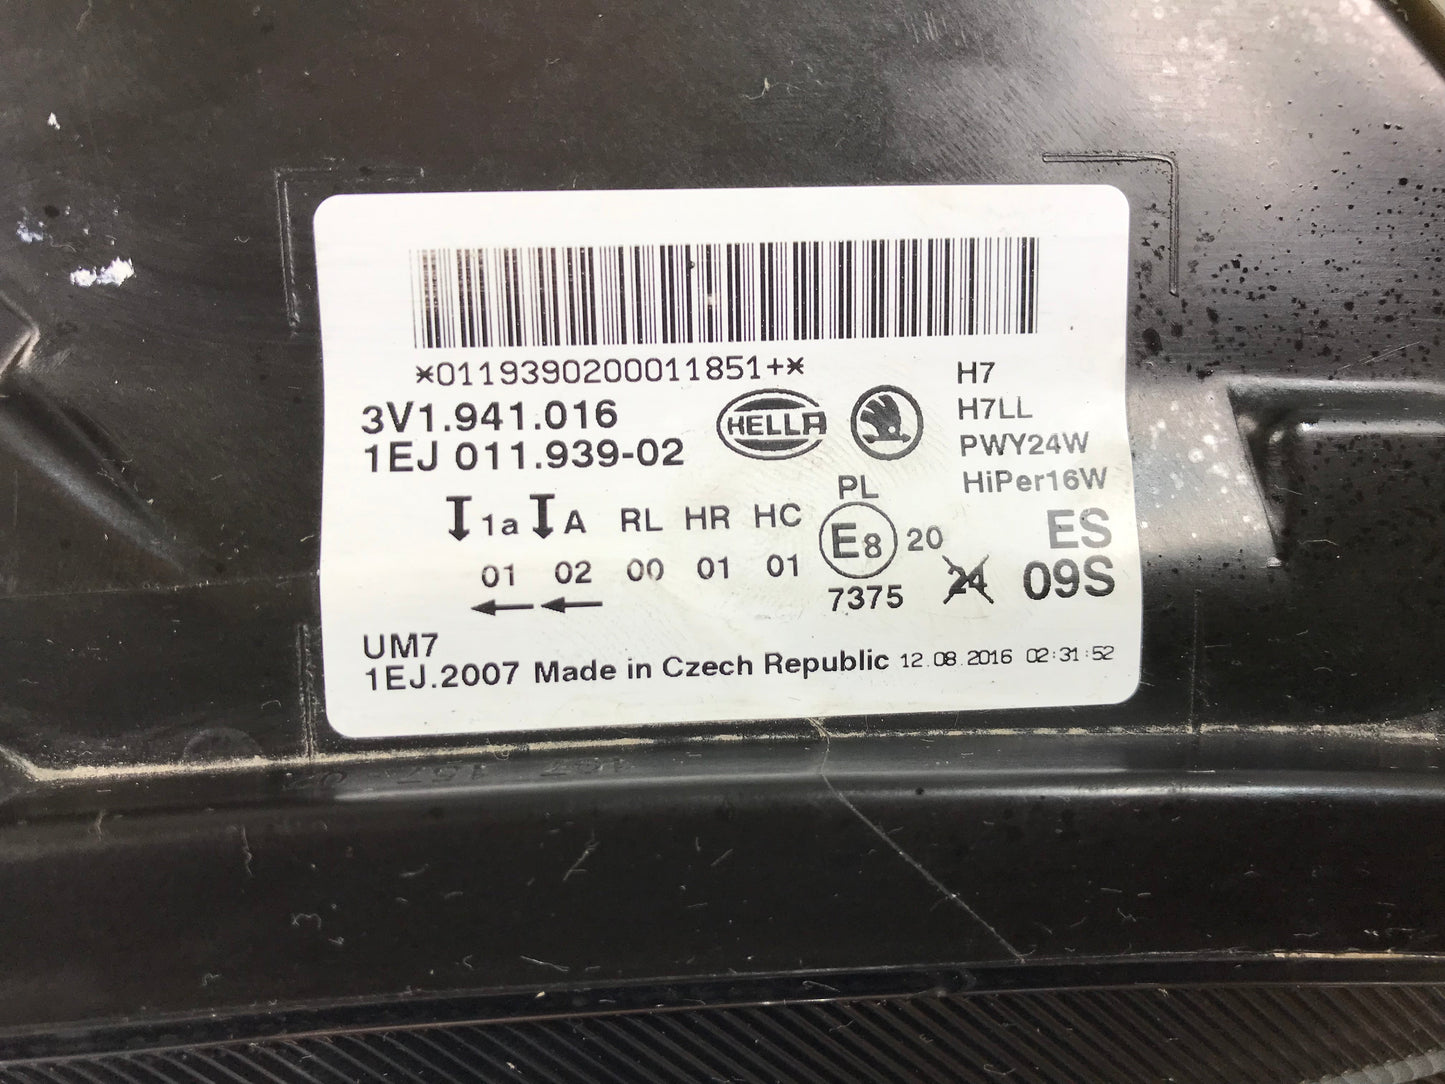 *0119390200011851+*
3V1.941.016
1EJ 011.939-02
HELLA
H7
H7LL
PWY24W
HiPer16W
1a A RL HR HC
01 02 00 01 01
PL
E8 20
7375
24
ES
09S
UM7
1EJ.2007 Made in Czech Republic 12.08.2016 02:31:52